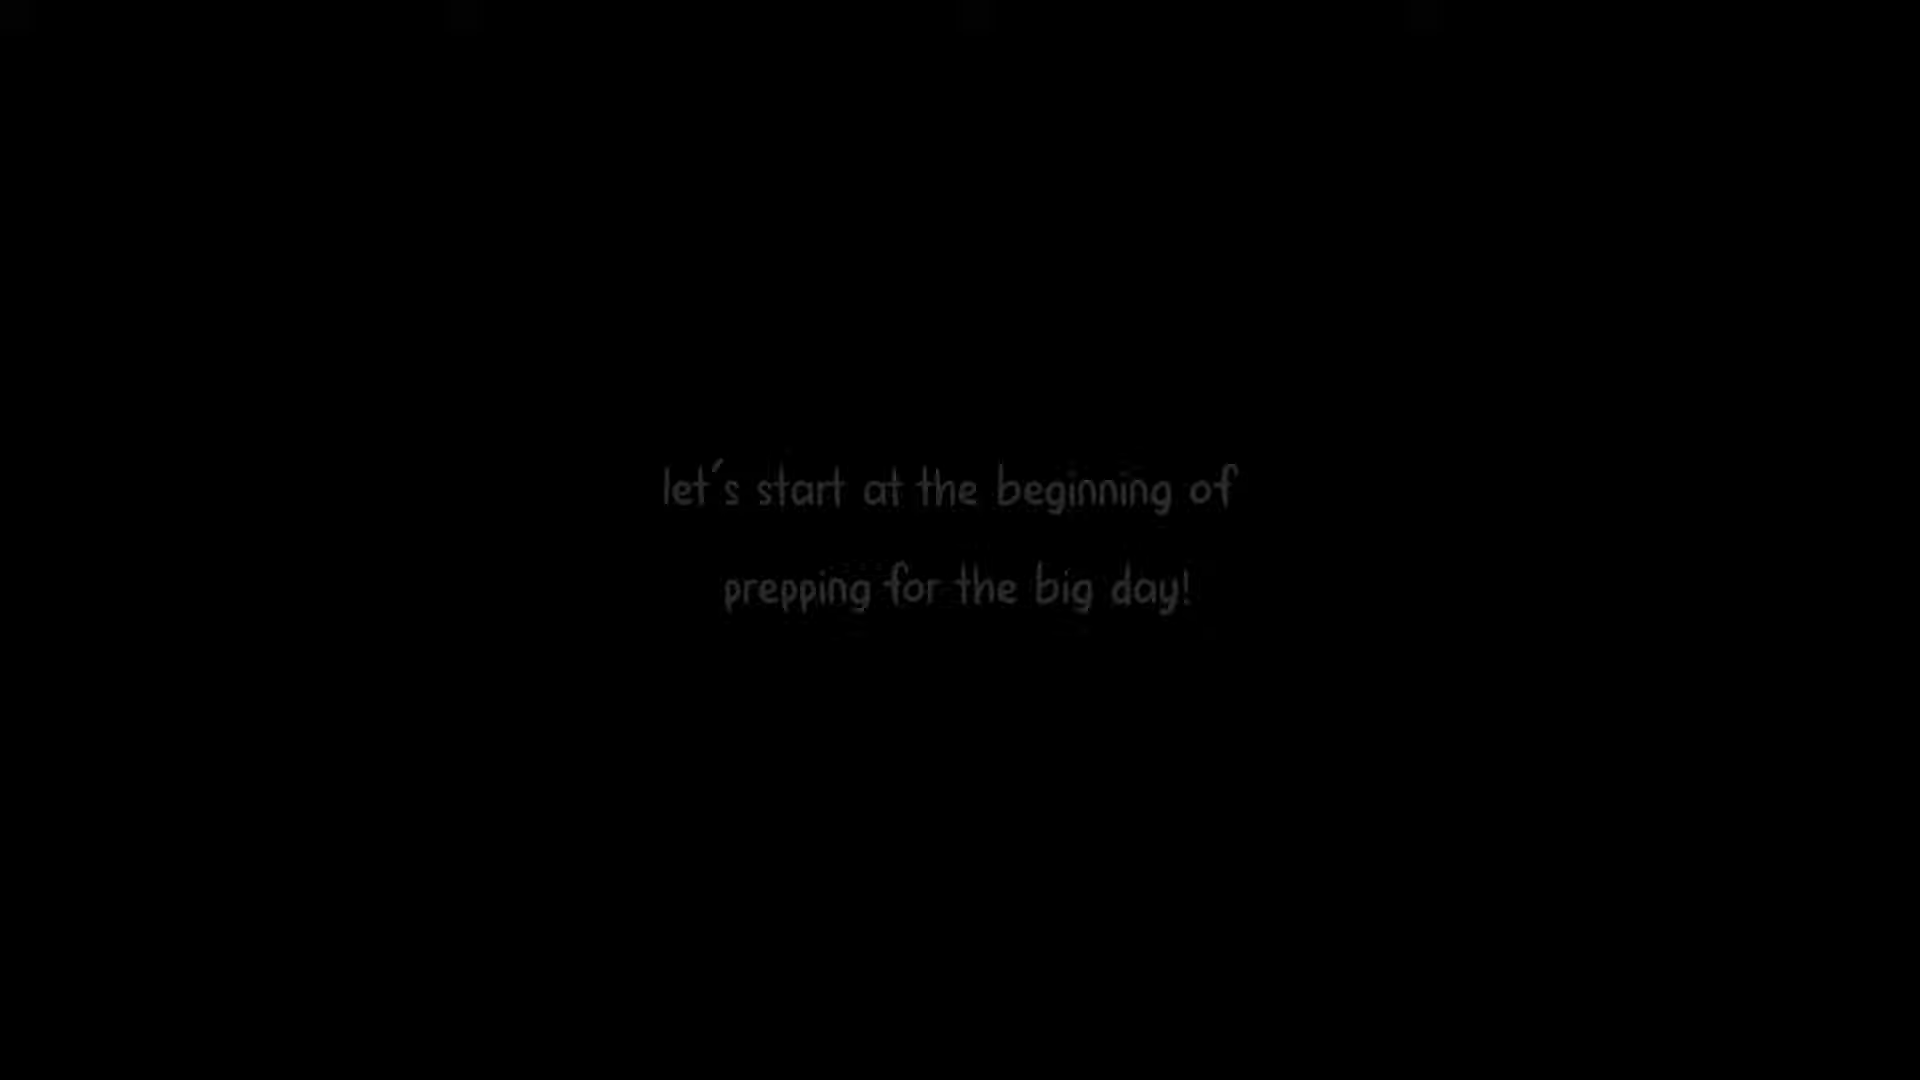 let's start at the beginning of
prepping for the big day!